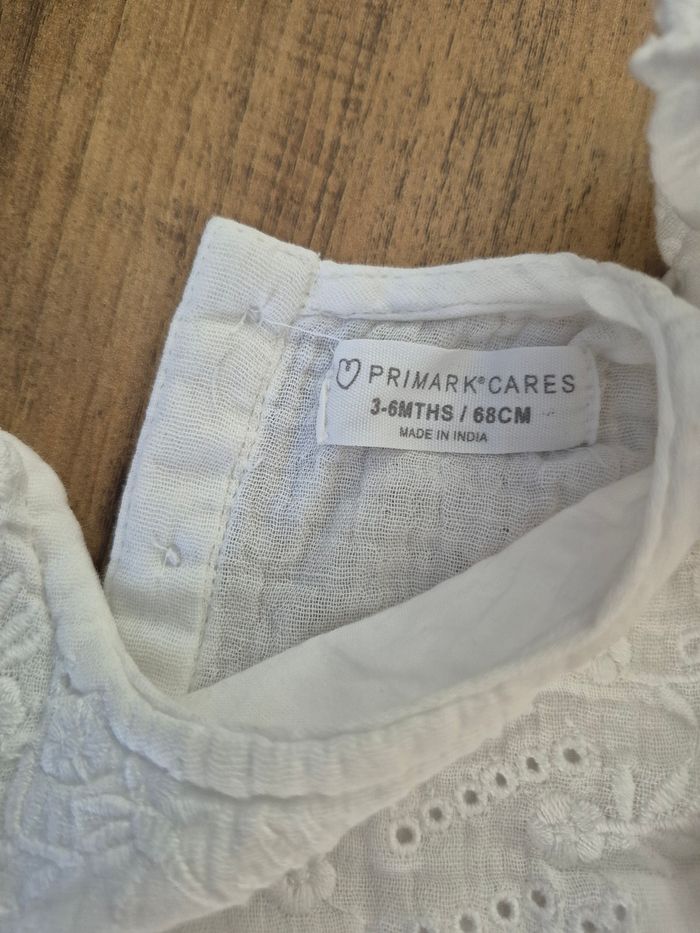 PRIMARK® CARES
3-6MTHS / 68CM
MADE IN INDIA